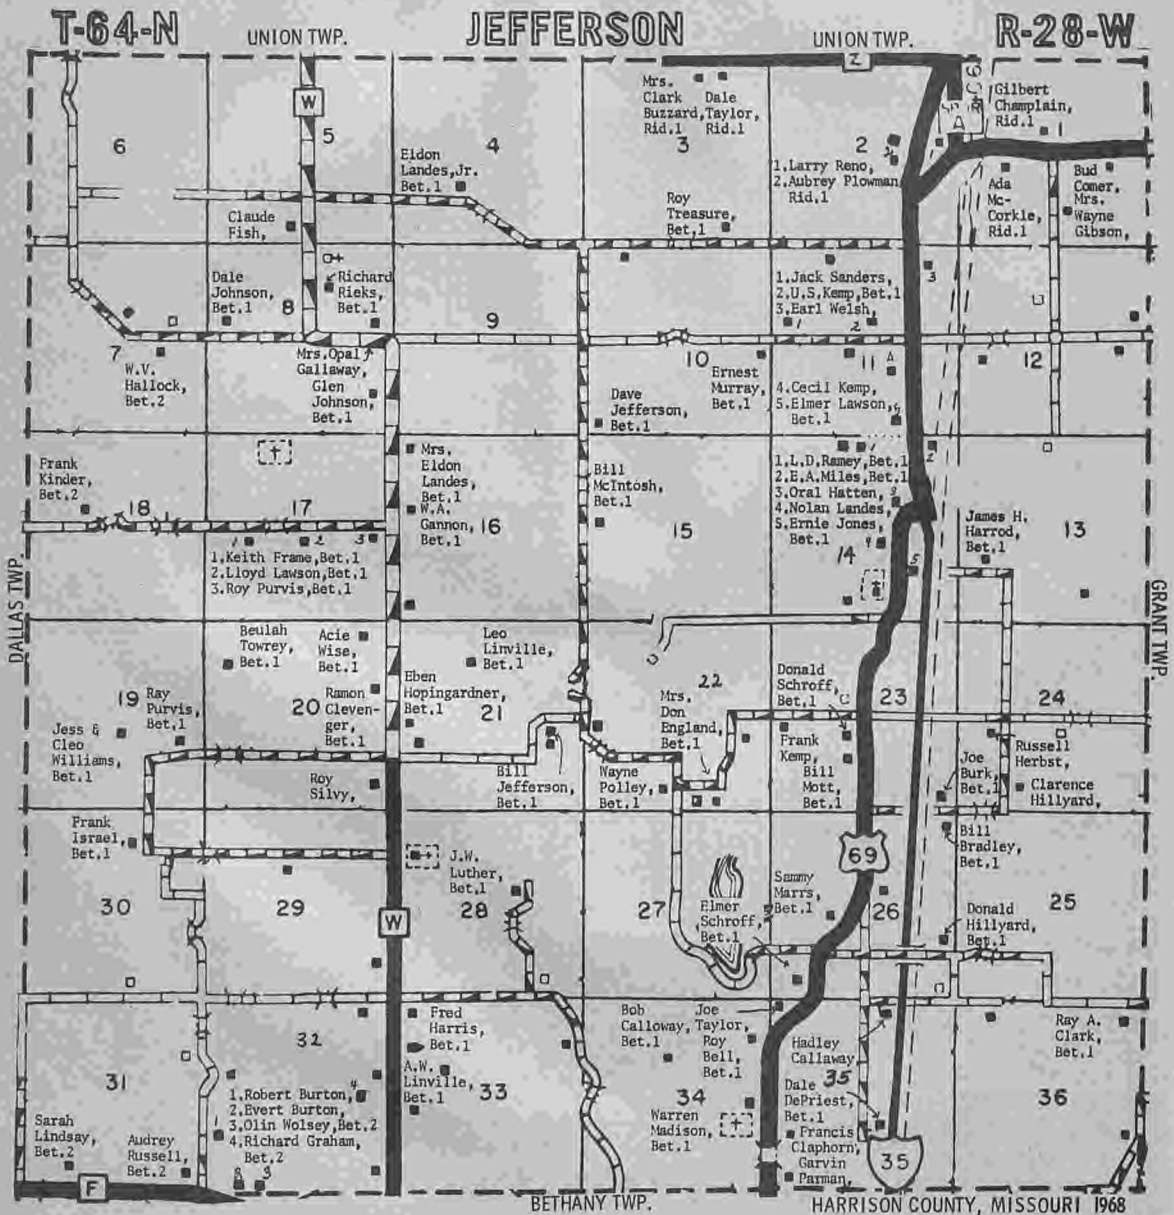 T-64-N
JEFFERSON
R-28-W
UNION TWP.
UNION TWP.
Z
W
6
5
4
Eldon
Landes,Jr.
Bet.1
Claude
Fish,
Mrs.
Clark
Buzzard,
Rid.1
Dale
Taylor,
Rid.1
3
Roy
Treasure,
Bet,1
2
1,Larry Reno,
2.Aubrey Plowman,
Rid.1
A
Gilbert
Champlain,
Rid.1
1
Ada
Mc-
Corkle,
Rid.1
Bud
Comer,
Mrs.
Wayne
Gibson,
Dale
Johnson,
Bet.1
8
Richard
Rieks,
Bet.1
9
1.Jack Sanders,
2.U.S.Kemp,Bet.1
3.Earl Welsh,
3
1
2
7
W.V.
Hallock,
Bet.2
Mrs.Opal
Gallaway,
Glen
Johnson,
Bet.1
10
Ernest
Murray,
Bet.1
Dave
Jefferson,
Bet.1
11
4.Cecil Kemp,
5.Elmer Lawson,
Bet.1
12
Frank
Kinder,
Bet.2
18
17
Mrs.
Eldon
Landes,
Bet.1
W.A.
Gannon,
Bet.1
16
Bill
McIntosh,
Bet.1
15
1.L.D.Ramey,Bet.1
2.E.A.Miles,Bet.1
3.Oral Hatten,
4.Nolan Landes,
5.Ernie Jones,
Bet.1
2
3
4
5
14
James H.
Harrod,
Bet.1
13
1
2
3
1.Keith Frame,Bet.1
2.Lloyd Lawson,Bet.1
3.Roy Purvis,Bet.1
DALLAS TWP.
GRANT TWP.
Beulah
Towrey,
Bet.1
Acie
Wise,
Bet.1
Leo
Linville,
Bet.1
19
Ray
Purvis,
Bet.1
Jess &
Cleo
Williams,
Bet.1
20
Ramon
Cleven-
ger,
Bet.1
Eben
Hopingardner,
Bet.1
21
22
Mrs.
Don
England,
Bet.1
Donald
Schroff,
Bet.1
23
24
Roy
Silvy,
Bill
Jefferson,
Bet.1
Wayne
Polley,
Bet.1
Frank
Kemp,
Bill
Mott,
Bet.1
Joe
Burk,
Bet.1
Russell
Herbst,
Clarence
Hillyard,
Frank
Israel,
Bet.1
69
Bill
Bradley,
Bet.1
30
29
W
J.W.
Luther,
Bet.1
28
27
Elmer
Schroff,
Bet.1
Sammy
Marrs,
Bet.1
26
Donald
Hillyard,
Bet.1
25
32
Fred
Harris,
Bet.1
Bob
Calloway,
Bet.1
Joe
Taylor,
Roy
Bell,
Bet.1
Hadley
Callaway,
Ray A.
Clark,
Bet.1
31
4
1.Robert Burton,
2.Evert Burton,
3.Olin Wolsey,Bet.2
4.Richard Graham,
Bet.2
1
3
A.W.
Linville,
Bet.1
33
34
Warren
Madison,
Bet.1
Dale
DePriest,
Bet.1
35
Francis
Claphorn,
Garvin
Parman,
36
Sarah
Lindsay,
Bet.2
Audrey
Russell,
Bet.2
F
35
BETHANY TWP.
HARRISON COUNTY, MISSOURI 1968